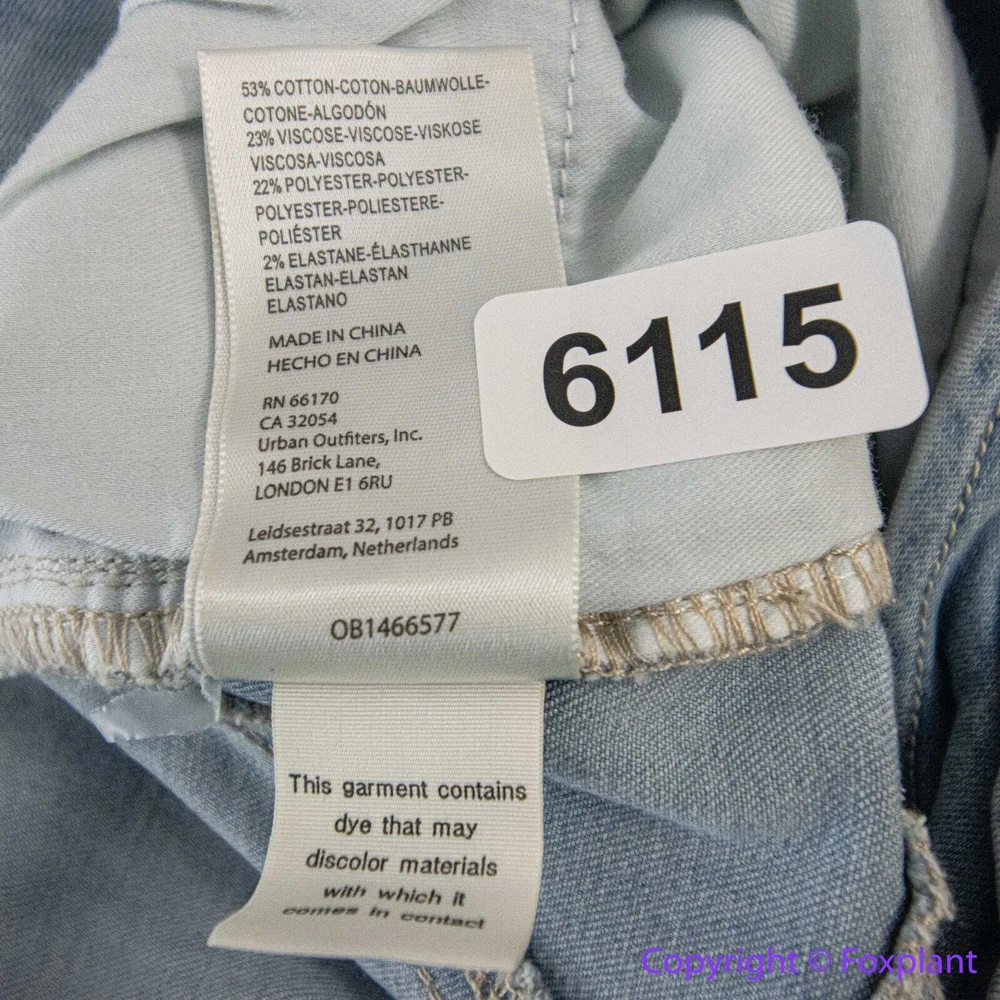 53% COTTON-COTON-BAUMWOLLE-
COTONE-ALGODÓN
23% VISCOSE-VISCOSE-VISKOSE
VISCOSA-VISCOSA
22% POLYESTER-POLYESTER-
POLYESTER-POLIESTERE-
POLIÉSTER
2% ELASTANE-ÉLASTHANNE
ELASTAN-ELASTAN
ELASTANO
MADE IN CHINA
HECHO EN CHINA
RN 66170
CA 32054
Urban Outfitters, Inc.
146 Brick Lane,
LONDON E1 6RU
Leidsestraat 32, 1017 PB
Amsterdam, Netherlands
OB1466577
6115
This garment contains
dye that may
discolor materials
with which it
comes in contact
Copyright © Foxplant